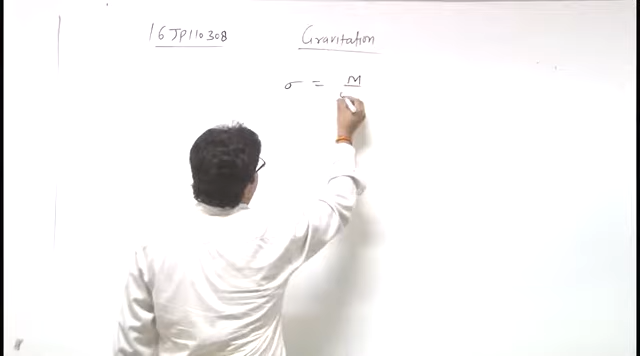 16JP110308
Gravitation
σ = M